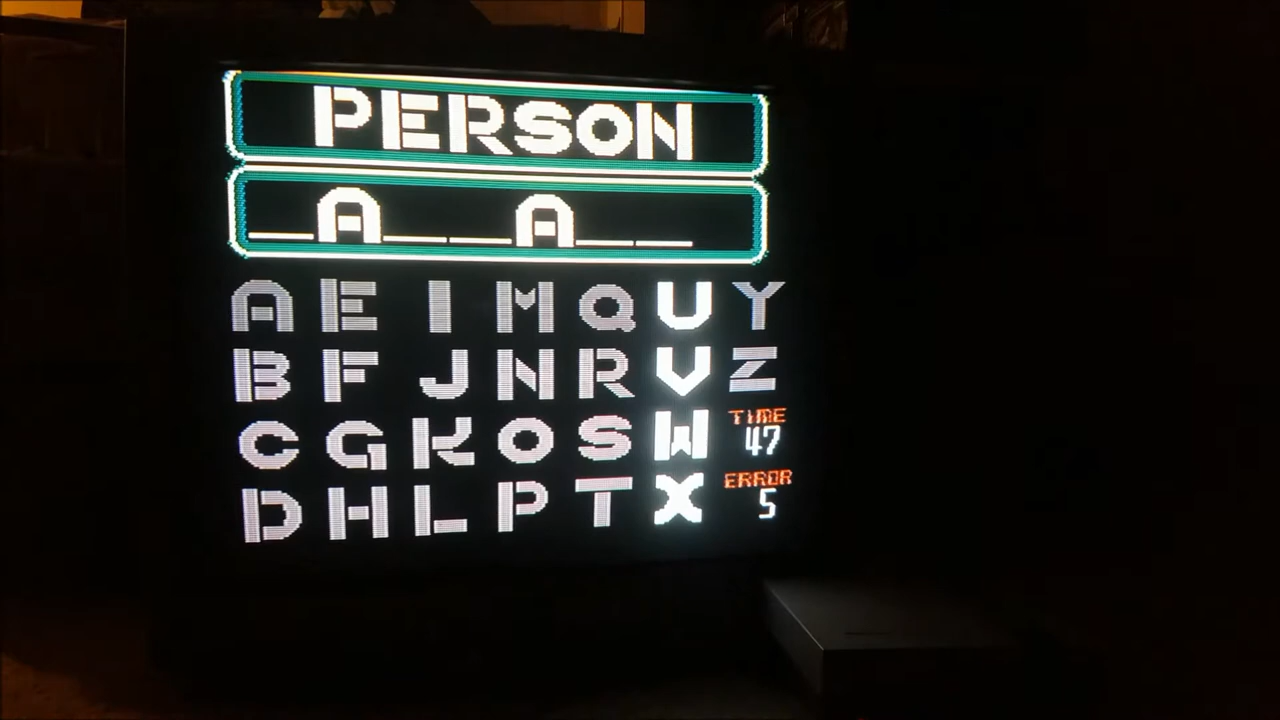 PERSON
_A__A__
A E I M Q U Y
B F J N R V Z
C G K O S W TIME 47
D H L P T X ERROR 5